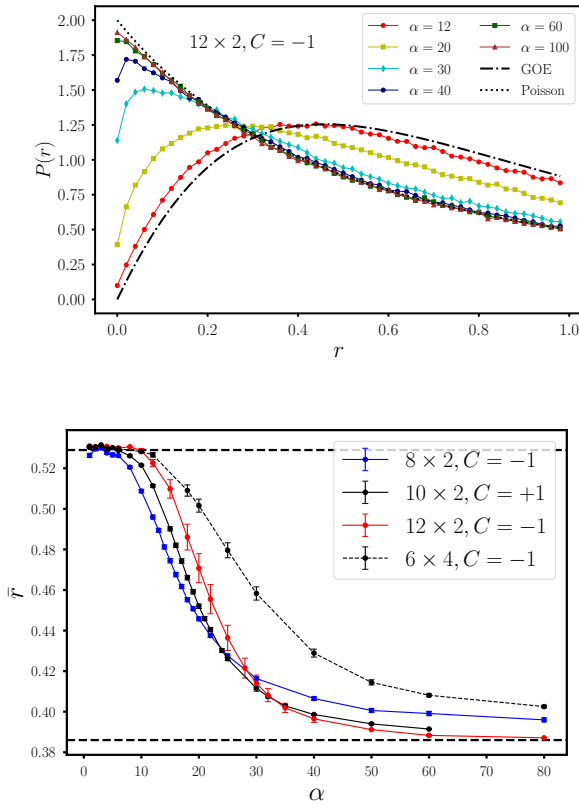 12 × 2, C = −1
α = 12
α = 20
α = 30
α = 40
α = 60
α = 100
GOE
Poisson
P(r)
2.00
1.75
1.50
1.25
1.00
0.75
0.50
0.25
0.00
0.0 0.2 0.4 0.6 0.8 1.0
r
8 × 2, C = −1
10 × 2, C = +1
12 × 2, C = −1
6 × 4, C = −1
r̄
0.52
0.50
0.48
0.46
0.44
0.42
0.40
0.38
0 10 20 30 40 50 60 70 80
α